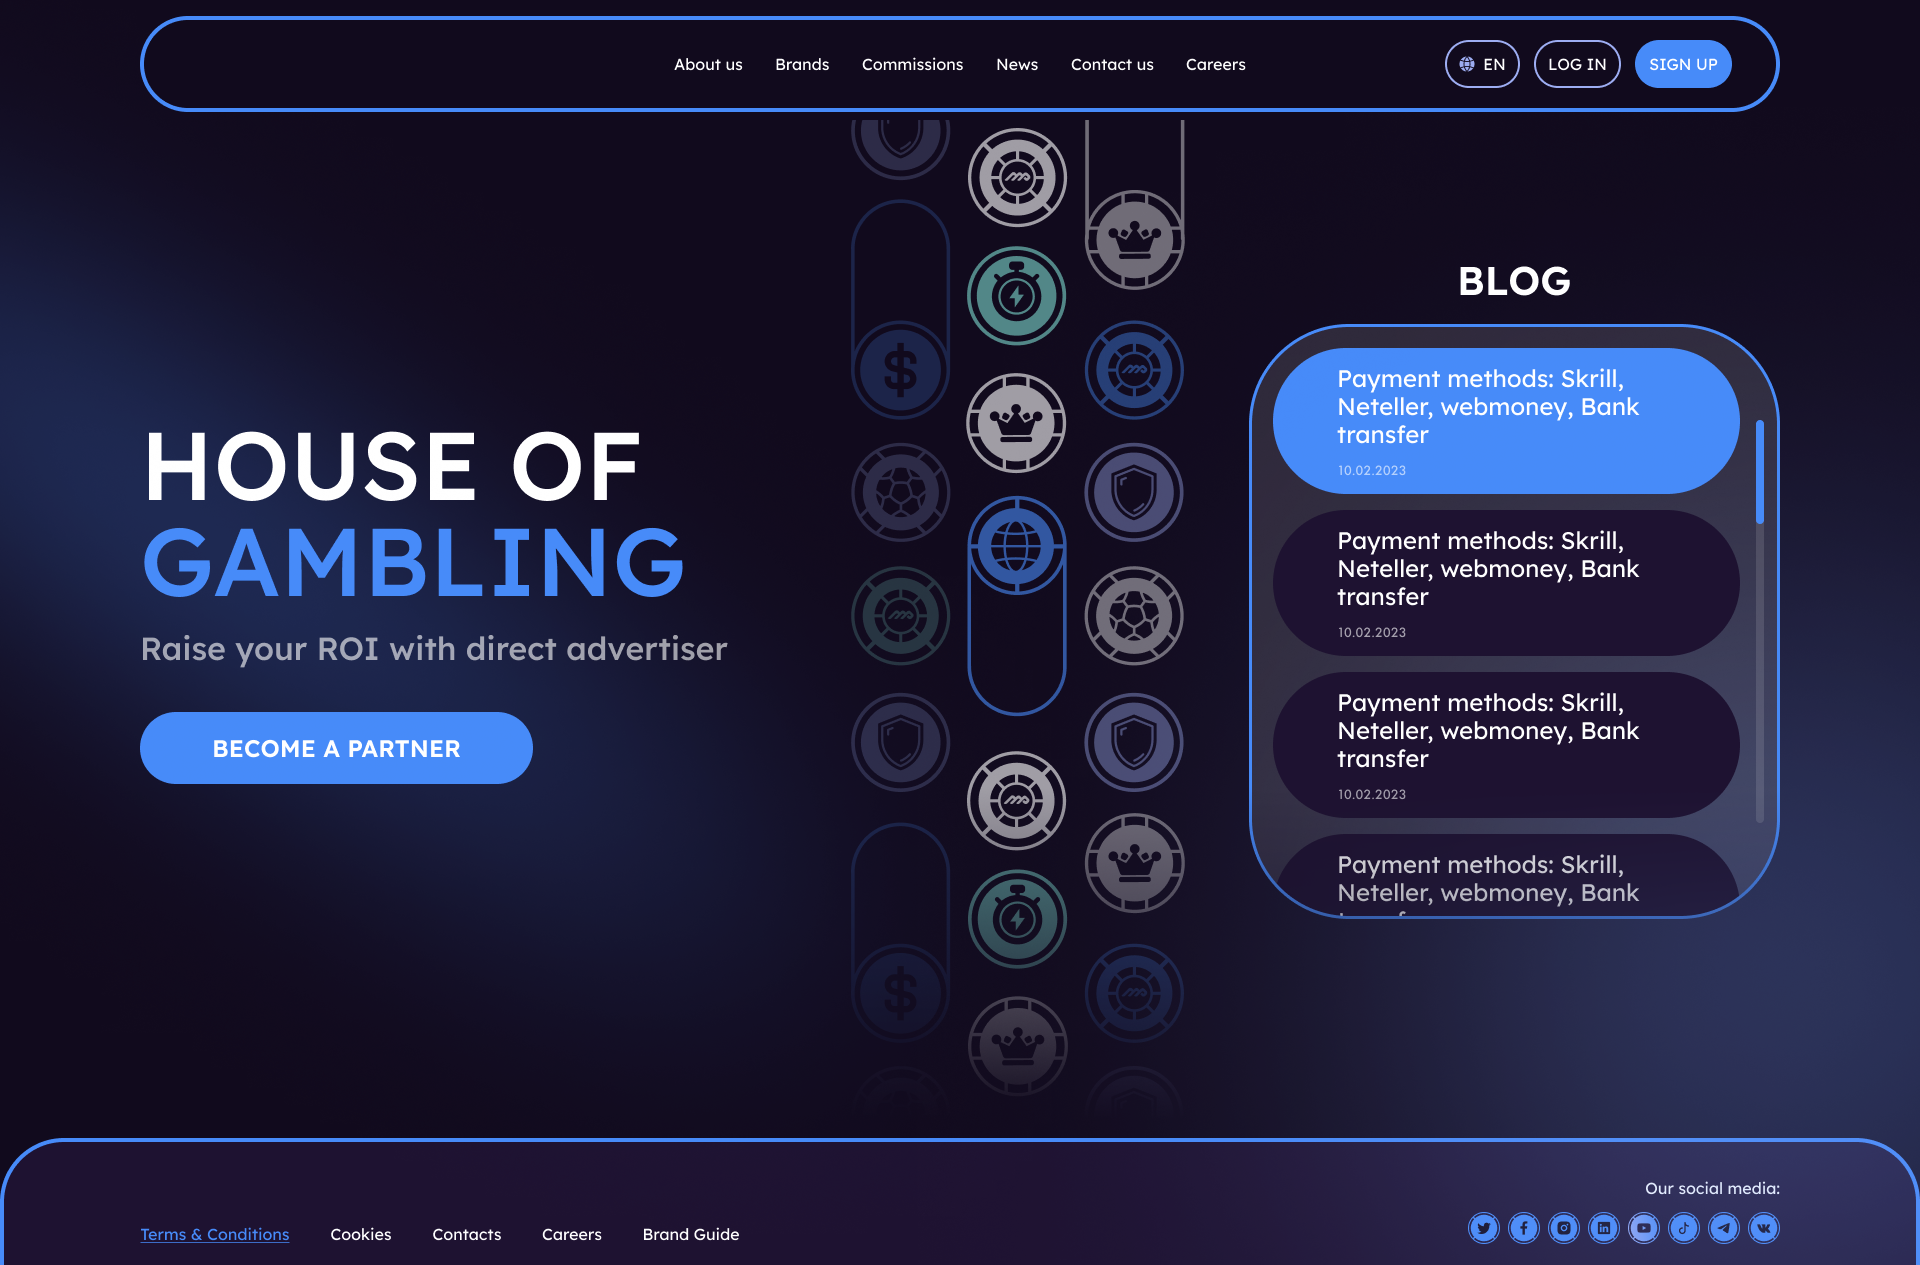 About us Brands Commissions News Contact us Careers EN LOG IN SIGN UP
HOUSE OF
GAMBLING
Raise your ROI with direct advertiser
BECOME A PARTNER
$
$
BLOG
Payment methods: Skrill,
Neteller, webmoney, Bank
transfer
10.02.2023
Payment methods: Skrill,
Neteller, webmoney, Bank
transfer
10.02.2023
Payment methods: Skrill,
Neteller, webmoney, Bank
transfer
10.02.2023
Payment methods: Skrill,
Neteller, webmoney, Bank
Our social media:
Terms & Conditions Cookies Contacts Careers Brand Guide